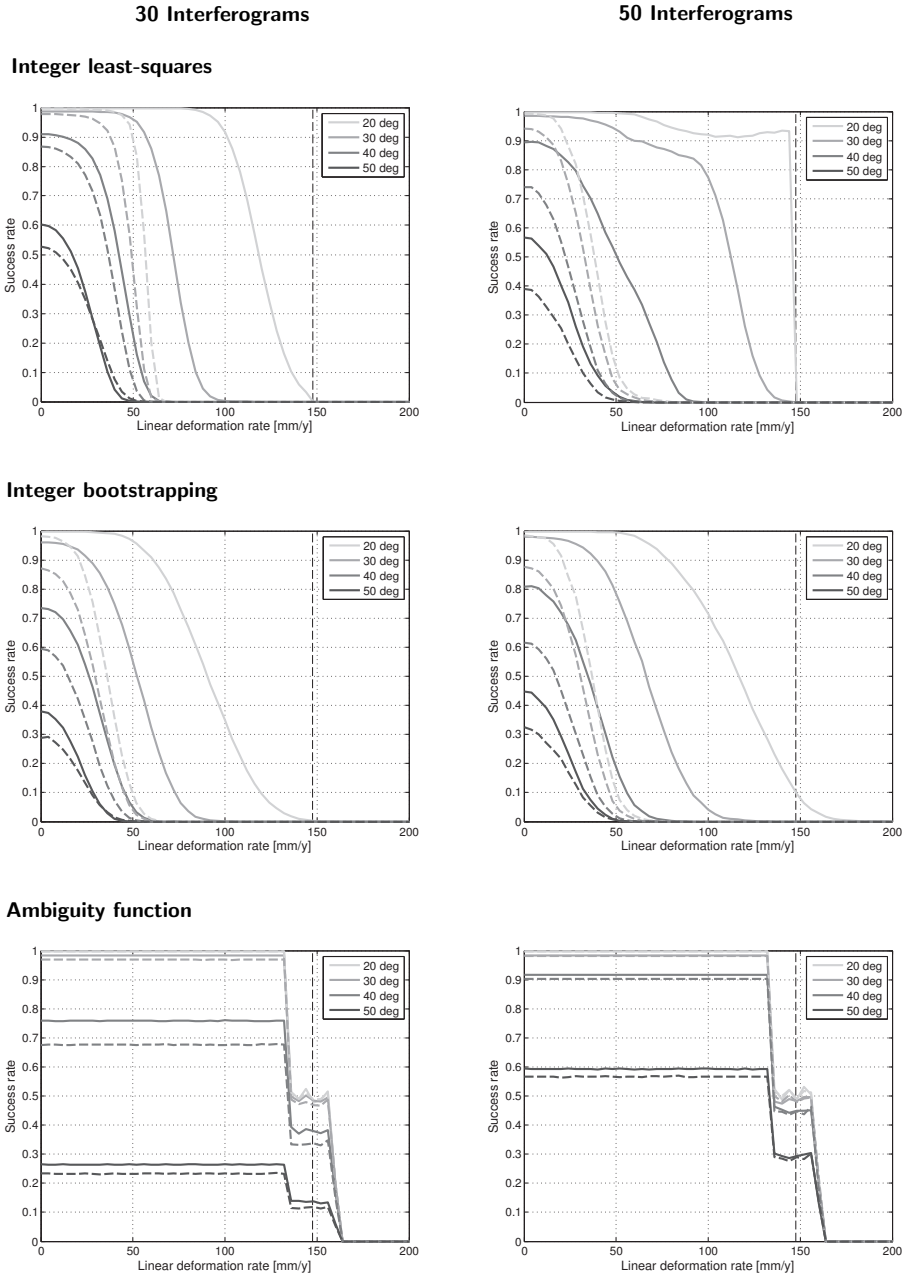 30 Interferograms
50 Interferograms
Integer least-squares
1
0.9
0.8
0.7
0.6
0.5
0.4
0.3
0.2
0.1
0
Success rate
20 deg
30 deg
40 deg
50 deg
0 50 100 150 200
Linear deformation rate [mm/y]
1
0.9
0.8
0.7
0.6
0.5
0.4
0.3
0.2
0.1
0
Success rate
20 deg
30 deg
40 deg
50 deg
0 50 100 150 200
Linear deformation rate [mm/y]
Integer bootstrapping
1
0.9
0.8
0.7
0.6
0.5
0.4
0.3
0.2
0.1
0
Success rate
20 deg
30 deg
40 deg
50 deg
0 50 100 150 200
Linear deformation rate [mm/y]
1
0.9
0.8
0.7
0.6
0.5
0.4
0.3
0.2
0.1
0
Success rate
20 deg
30 deg
40 deg
50 deg
0 50 100 150 200
Linear deformation rate [mm/y]
Ambiguity function
1
0.9
0.8
0.7
0.6
0.5
0.4
0.3
0.2
0.1
0
Success rate
20 deg
30 deg
40 deg
50 deg
0 50 100 150 200
Linear deformation rate [mm/y]
1
0.9
0.8
0.7
0.6
0.5
0.4
0.3
0.2
0.1
0
Success rate
20 deg
30 deg
40 deg
50 deg
0 50 100 150 200
Linear deformation rate [mm/y]